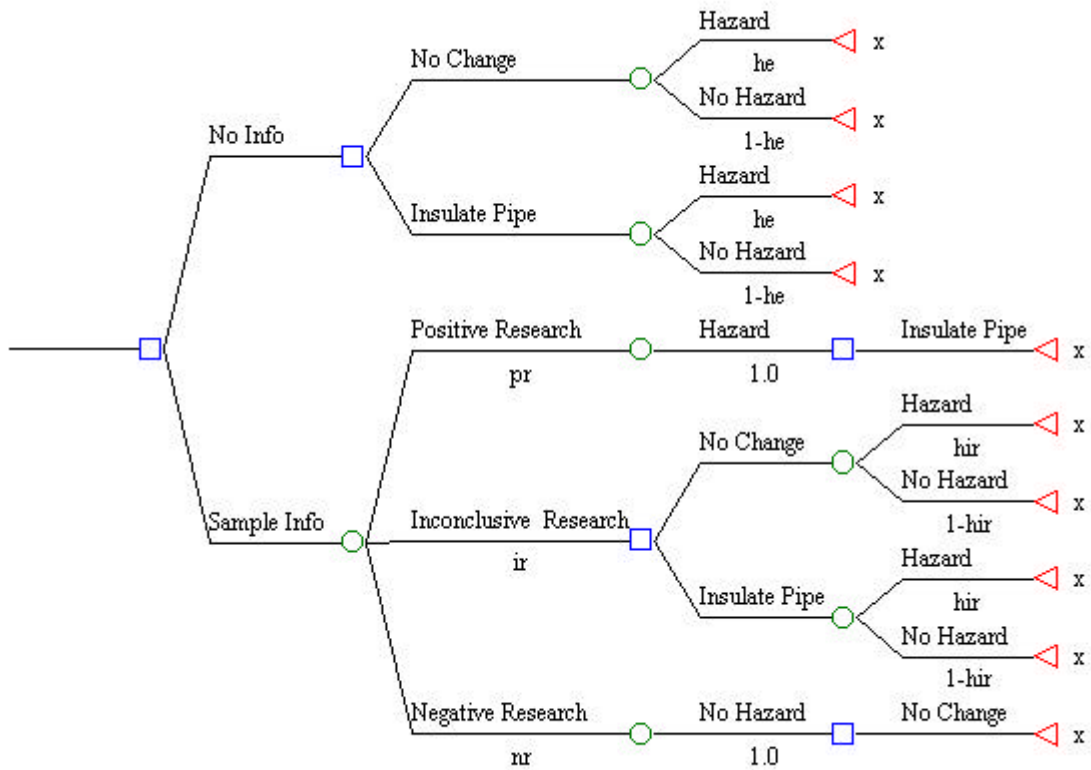 Hazard
x
he
No Change
No Hazard
x
1-he
No Info
Hazard
x
he
Insulate Pipe
No Hazard
x
1-he
Positive Research
Hazard
Insulate Pipe
x
pr
1.0
Hazard
x
hir
No Change
No Hazard
x
1-hir
Sample Info
Inconclusive Research
ir
Hazard
x
hir
Insulate Pipe
No Hazard
x
1-hir
Negative Research
No Hazard
No Change
x
nr
1.0